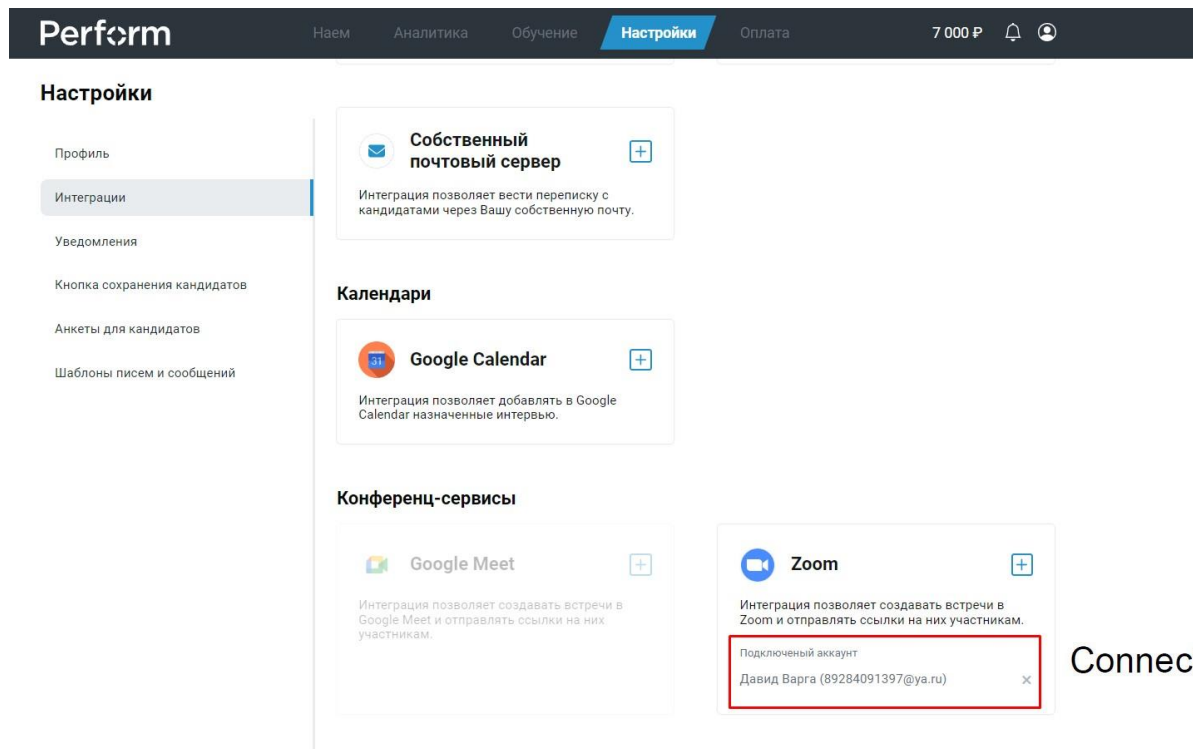 Perform
Наем Аналитика Обучение Настройки Оплата 7 000 ₽
Настройки
Профиль
Интеграции
Уведомления
Кнопка сохранения кандидатов
Анкеты для кандидатов
Шаблоны писем и сообщений
Собственный
почтовый сервер
Интеграция позволяет вести переписку с
кандидатами через Вашу собственную почту.
Календари
31
Google Calendar
Интеграция позволяет добавлять в Google
Calendar назначенные интервью.
Конференц-сервисы
Google Meet
Интеграция позволяет создавать встречи в
Google Meet и отправлять ссылки на них
участникам.
Zoom
Интеграция позволяет создавать встречи в
Zoom и отправлять ссылки на них участникам.
Подключеный аккаунт
Давид Варга (89284091397@ya.ru)
Connec